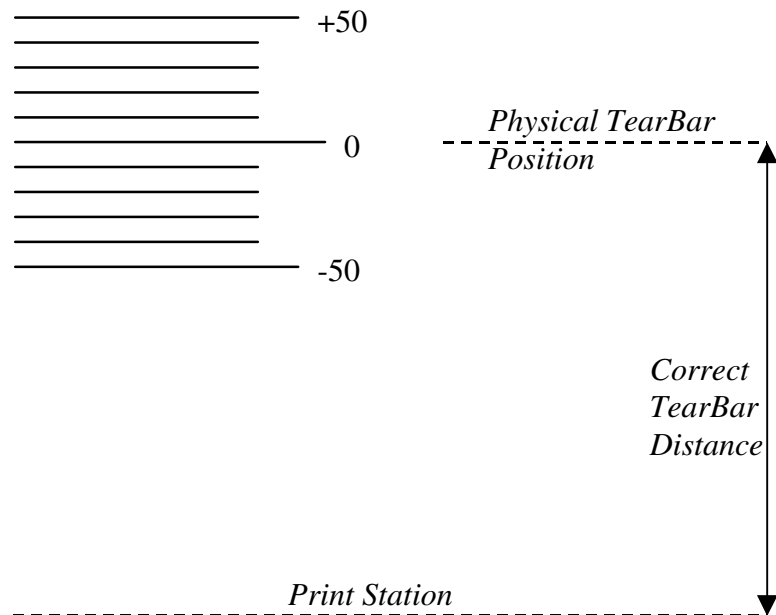 +50
Physical TearBar
0
Position
-50
Correct
TearBar
Distance
Print Station